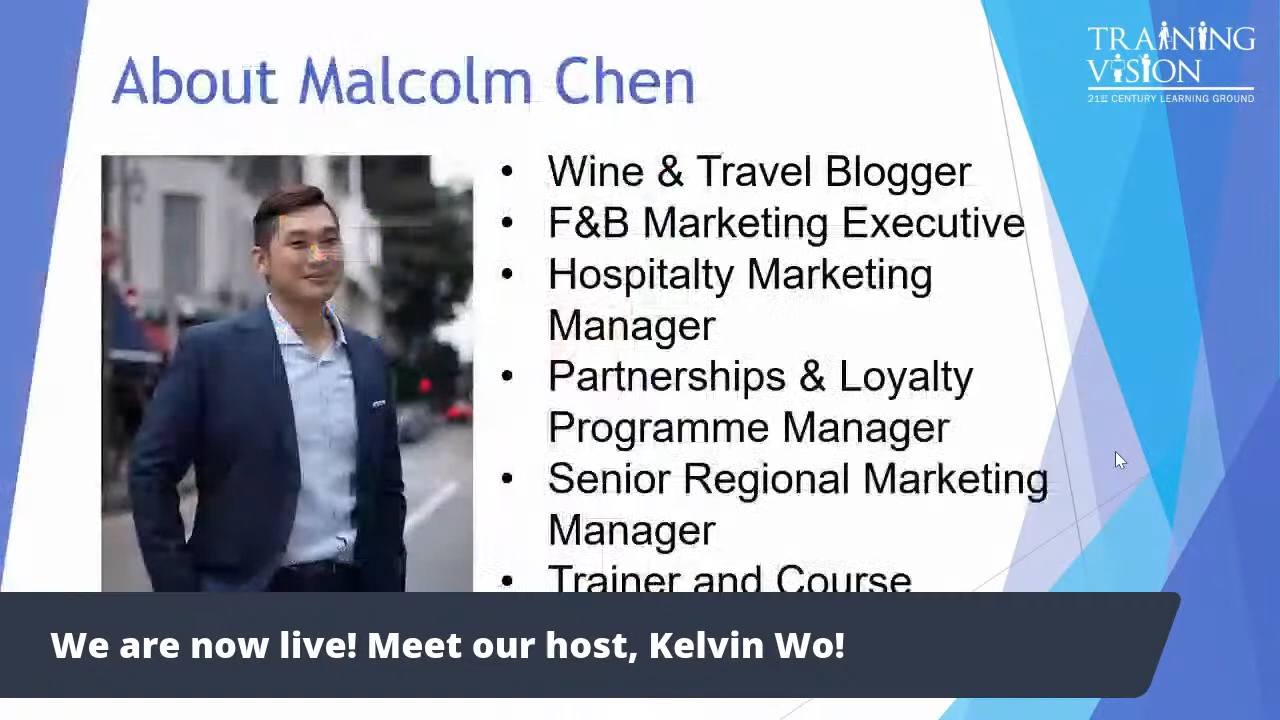 About Malcolm Chen
TRAINING
VISION
21ST CENTURY LEARNING GROUND
• Wine & Travel Blogger
• F&B Marketing Executive
• Hospitalty Marketing
Manager
• Partnerships & Loyalty
Programme Manager
• Senior Regional Marketing
Manager
• Trainer and Course
We are now live! Meet our host, Kelvin Wo!